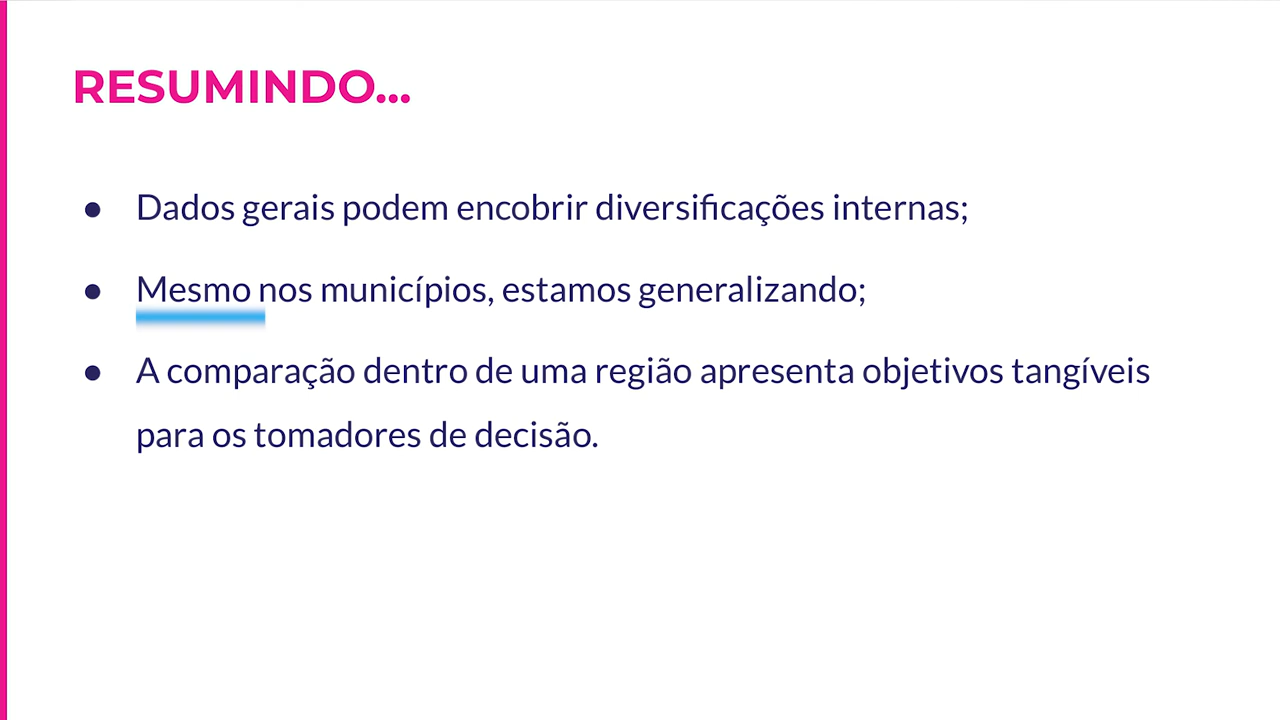 RESUMINDO...
● Dados gerais podem encobrir diversificações internas;
● Mesmo nos municípios, estamos generalizando;
● A comparação dentro de uma região apresenta objetivos tangíveis
para os tomadores de decisão.